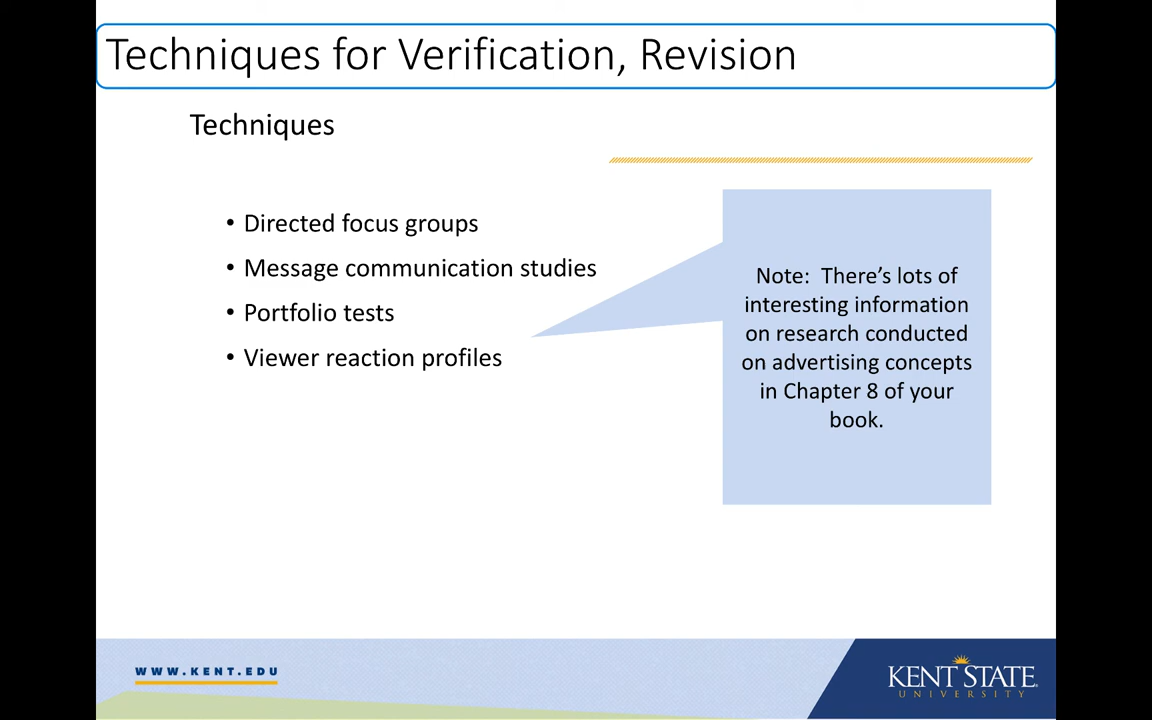 Techniques for Verification, Revision
Techniques
• Directed focus groups
• Message communication studies
• Portfolio tests
• Viewer reaction profiles
Note:  There’s lots of
interesting information
on research conducted
on advertising concepts
in Chapter 8 of your
book.
WWW.KENT.EDU
KENT STATE
UNIVERSITY